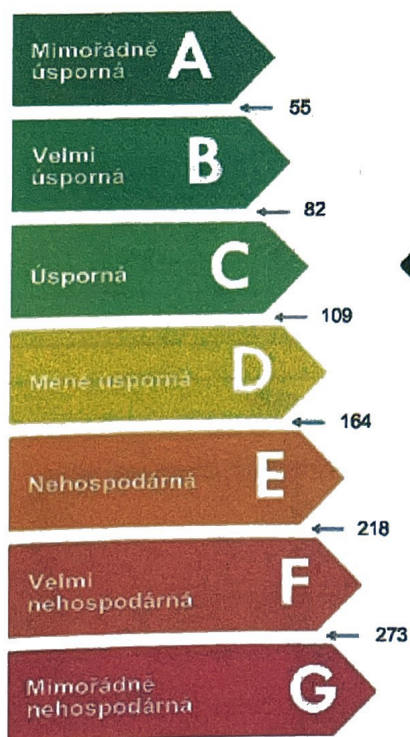 Mimořádně
úsporná
A
55
Velmi
úsporná
B
82
Úsporná
C
109
Méně úsporná
D
164
Nehospodárná
E
218
Velmi
nehospodárná
F
273
Mimořádně
nehospodárná
G